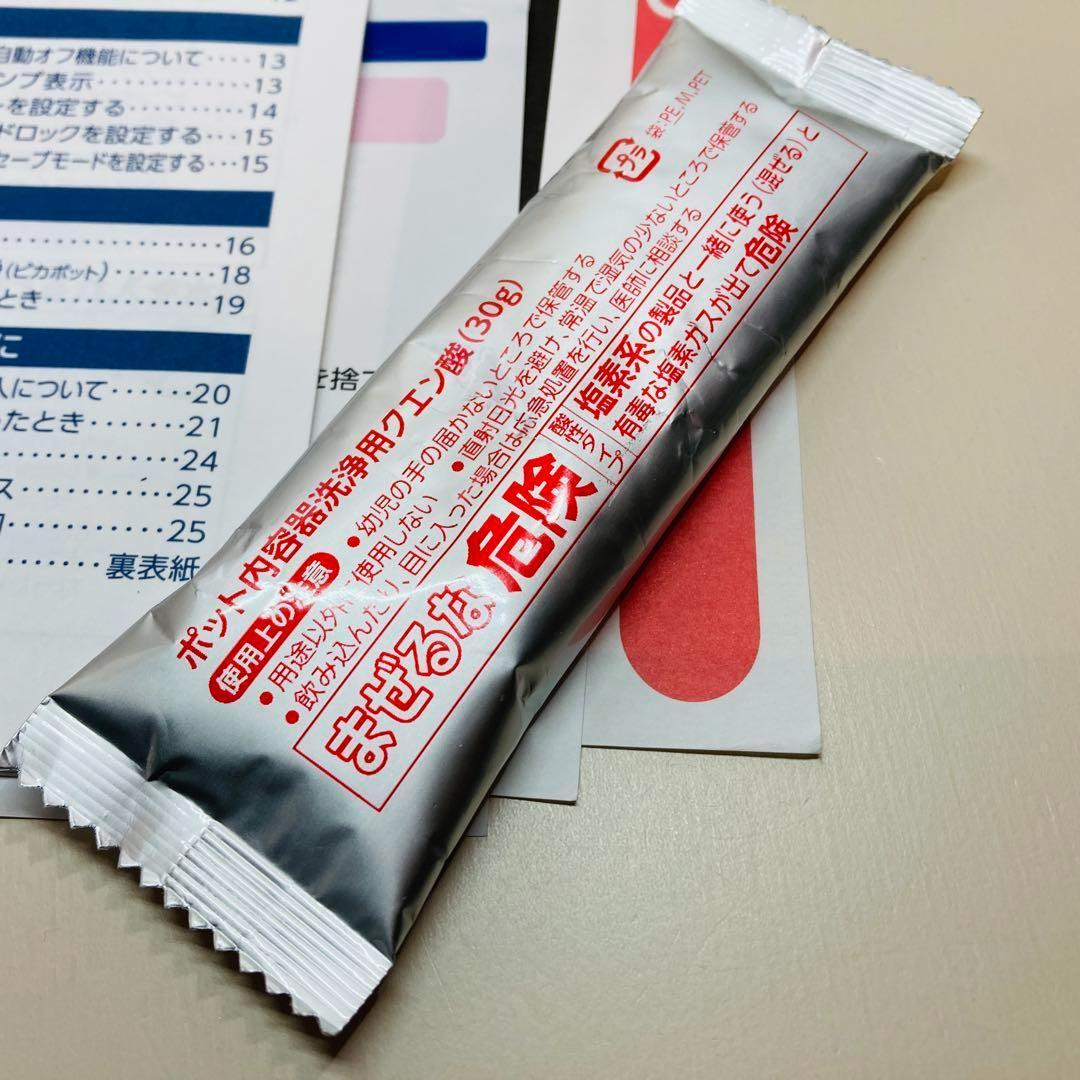 自動オフ機能について‥‥13
ンプ表示‥‥‥‥‥‥13
ーを設定する‥‥‥‥14
ドロックを設定する‥‥15
セーブモードを設定する‥‥15
‥‥‥‥‥‥16
(ピカポット)‥‥‥‥18
とき‥‥‥‥‥‥19
に
人について‥‥‥20
ったとき‥‥‥‥21
‥‥‥‥‥‥24
ス‥‥‥‥‥‥25
‥‥‥‥‥‥25
‥‥‥‥裏表紙
を捨て
ポット内容器洗浄用クエン酸(30g)
使用上の注意
●幼児の手の届かないところで保管する
●用途以外に使用しない
●直射日光を避け、常温で湿気の少ないところで保管する
●飲み込んだり、目に入った場合は応急処置を行い、医師に相談する
まぜるな危険
酸性タイプ
塩素系の製品と一緒に使う(混ぜる)と
有毒な塩素ガスが出て危険
プラ
袋:PE,M,PET